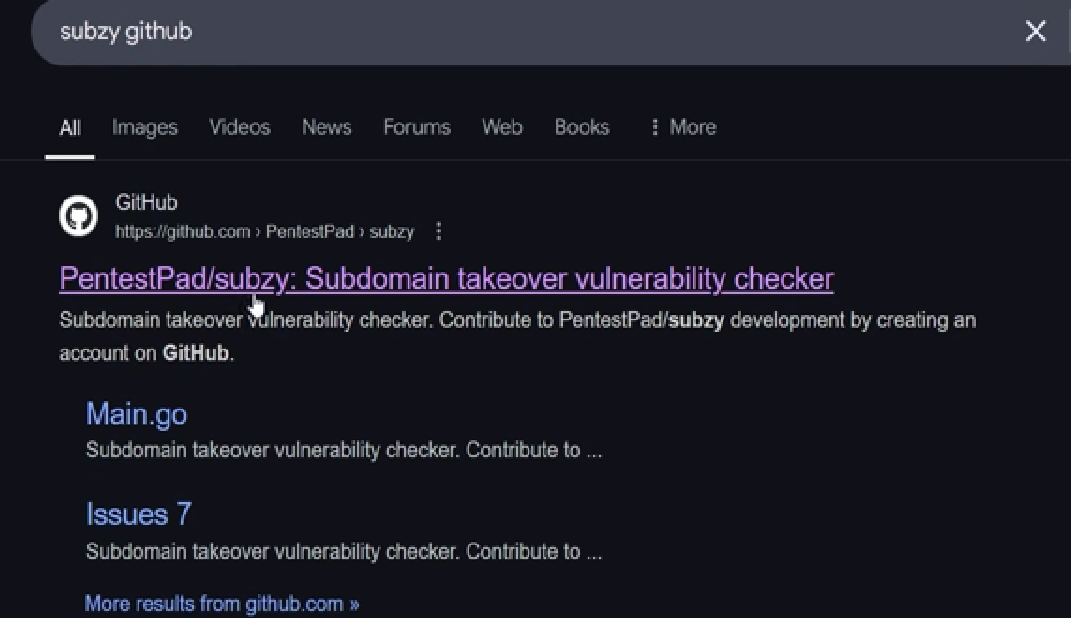 subzy github
All Images Videos News Forums Web Books More
GitHub
https://github.com › PentestPad › subzy
PentestPad/subzy: Subdomain takeover vulnerability checker
Subdomain takeover vulnerability checker. Contribute to PentestPad/subzy development by creating an
account on GitHub.
Main.go
Subdomain takeover vulnerability checker. Contribute to ...
Issues 7
Subdomain takeover vulnerability checker. Contribute to ...
More results from github.com »